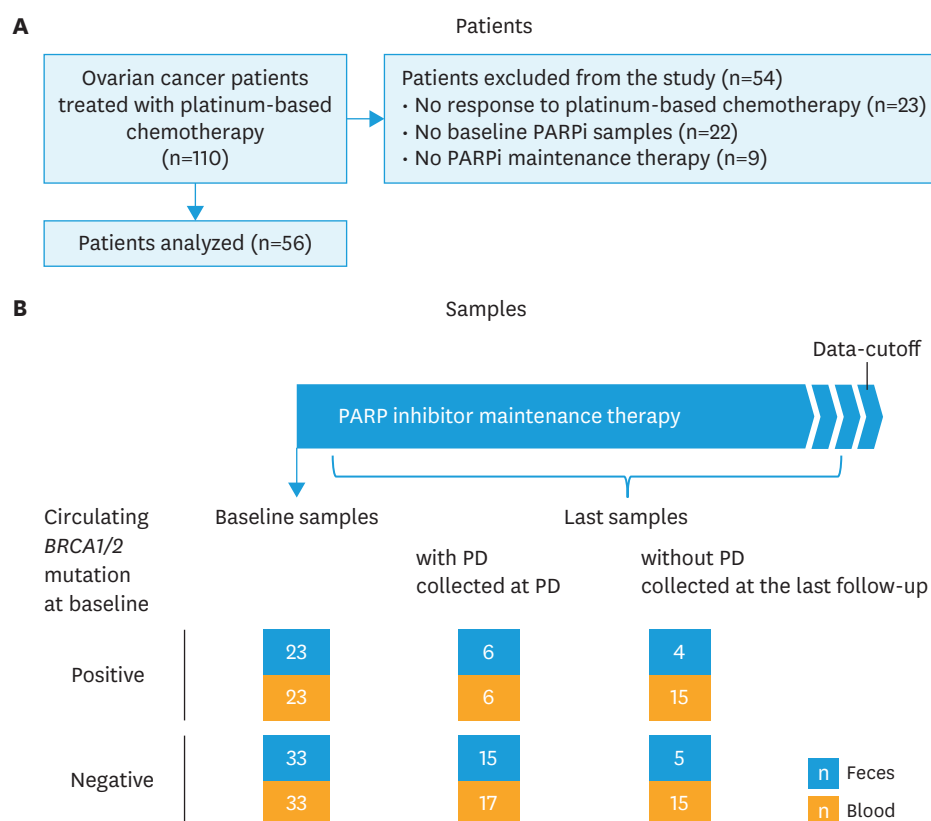 A
Patients
Ovarian cancer patients
treated with platinum-based
chemotherapy
(n=110)
Patients excluded from the study (n=54)
· No response to platinum-based chemotherapy (n=23)
· No baseline PARPi samples (n=22)
· No PARPi maintenance therapy (n=9)
Patients analyzed (n=56)
B
Samples
Data-cutoff
PARP inhibitor maintenance therapy
Circulating
BRCA1/2
mutation
at baseline
Baseline samples
Last samples
with PD
collected at PD
without PD
collected at the last follow-up
Positive
23
6
4
23
6
15
Negative
33
15
5
33
17
15
n Feces
n Blood